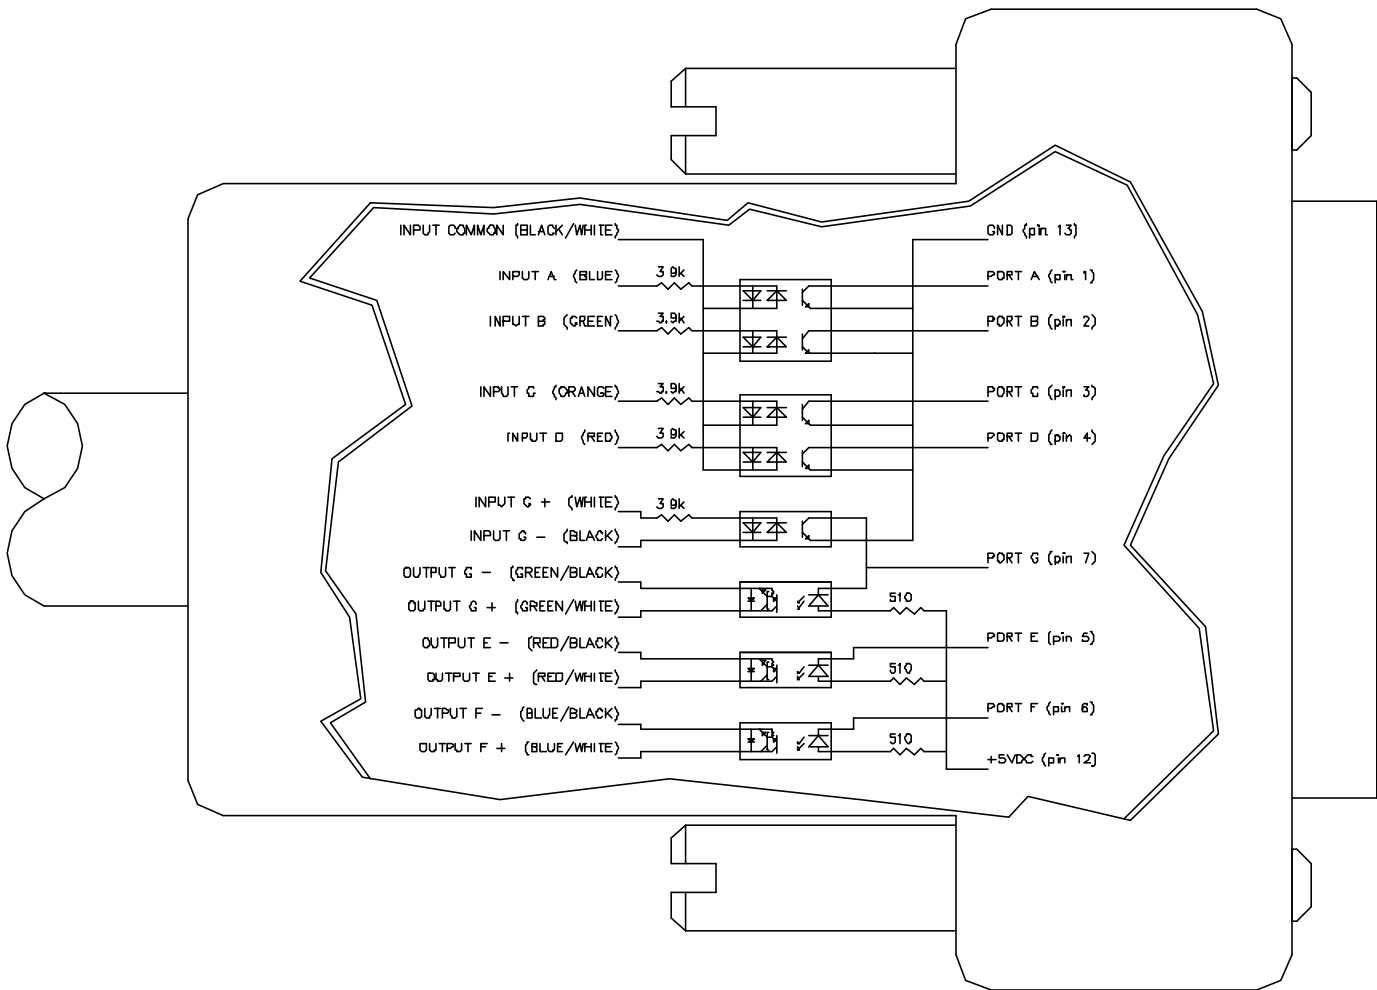 INPUT COMMON (BLACK/WHITE) GND (pin 13)
INPUT A (BLUE) 3.9k PORT A (pin 1)
INPUT B (GREEN) 3.9k PORT B (pin 2)
INPUT C (ORANGE) 3.9k PORT C (pin 3)
INPUT D (RED) 3.9k PORT D (pin 4)
INPUT G + (WHITE) 3.9k
INPUT G - (BLACK)
PORT G (pin 7)
OUTPUT G - (GREEN/BLACK)
OUTPUT G + (GREEN/WHITE) 510
OUTPUT E - (RED/BLACK) PORT E (pin 5)
OUTPUT E + (RED/WHITE) 510
OUTPUT F - (BLUE/BLACK) PORT F (pin 6)
OUTPUT F + (BLUE/WHITE) 510
+5VDC (pin 12)